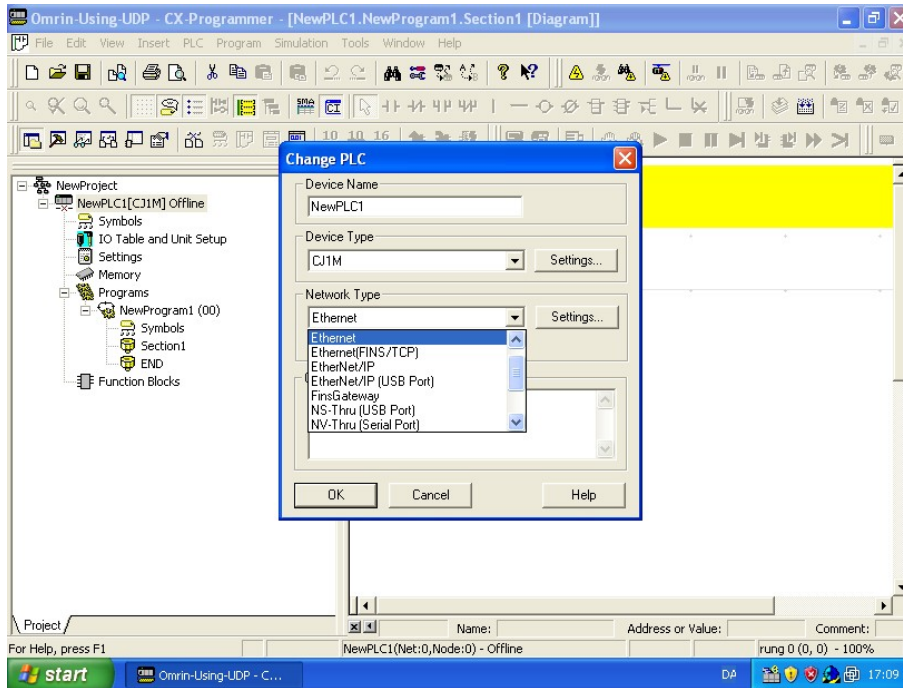 Omrin-Using-UDP - CX-Programmer - [NewPLC1.NewProgram1.Section1 [Diagram]]
File Edit View Insert PLC Program Simulation Tools Window Help
SMA CT
10 10 16
NewProject
NewPLC1[CJ1M] Offline
Symbols
IO Table and Unit Setup
Settings
Memory
Programs
NewProgram1 (00)
Symbols
Section1
END
Function Blocks
Project
Change PLC
Device Name
NewPLC1
Device Type
CJ1M
Settings...
Network Type
Ethernet
Settings...
Ethernet
Ethernet(FINS/TCP)
EtherNet/IP
EtherNet/IP (USB Port)
FinsGateway
NS-Thru (USB Port)
NV-Thru (Serial Port)
OK Cancel Help
Name: Address or Value: Comment:
For Help, press F1
NewPLC1(Net:0,Node:0) - Offline
rung 0 (0, 0) - 100%
start
Omrin-Using-UDP - C...
DA
17:09